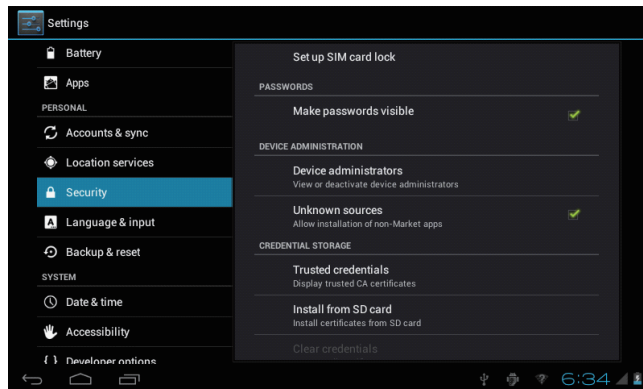 Settings
Battery
Apps
PERSONAL
Accounts & sync
Location services
Security
Language & input
Backup & reset
SYSTEM
Date & time
Accessibility
{ } Developer options
Set up SIM card lock
PASSWORDS
Make passwords visible
DEVICE ADMINISTRATION
Device administrators
View or deactivate device administrators
Unknown sources
Allow installation of non-Market apps
CREDENTIAL STORAGE
Trusted credentials
Display trusted CA certificates
Install from SD card
Install certificates from SD card
Clear credentials
6:34